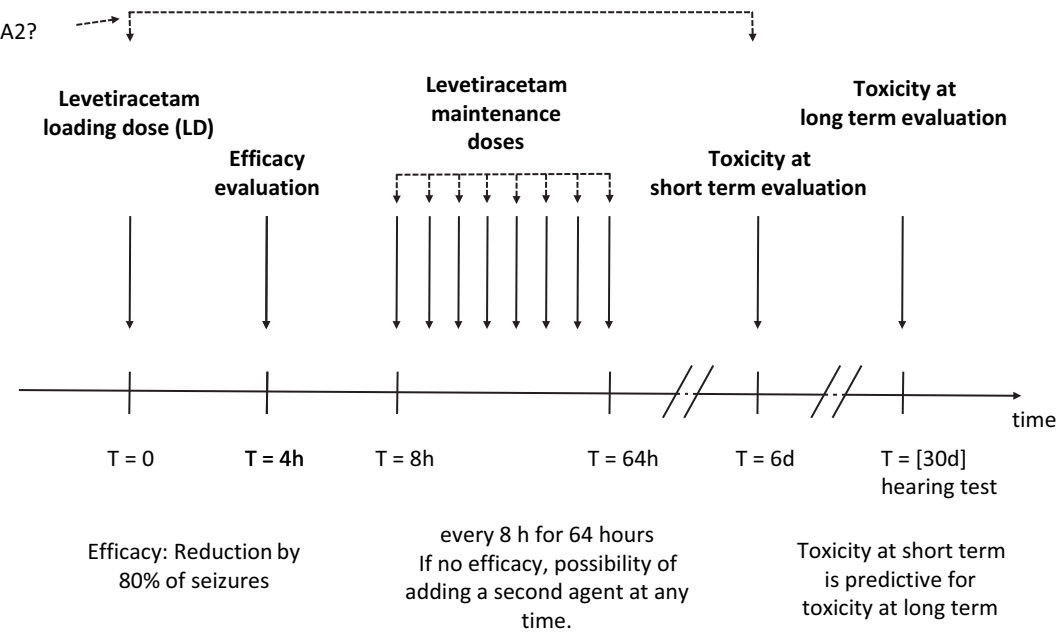 A2?
Levetiracetam
loading dose (LD)
Efficacy
evaluation
Levetiracetam
maintenance
doses
Toxicity at
short term evaluation
Toxicity at
long term evaluation
time
T = 0
T = 4h
T = 8h
T = 64h
T = 6d
T = [30d]
hearing test
Efficacy: Reduction by
80% of seizures
every 8 h for 64 hours
If no efficacy, possibility of
adding a second agent at any
time.
Toxicity at short term
is predictive for
toxicity at long term